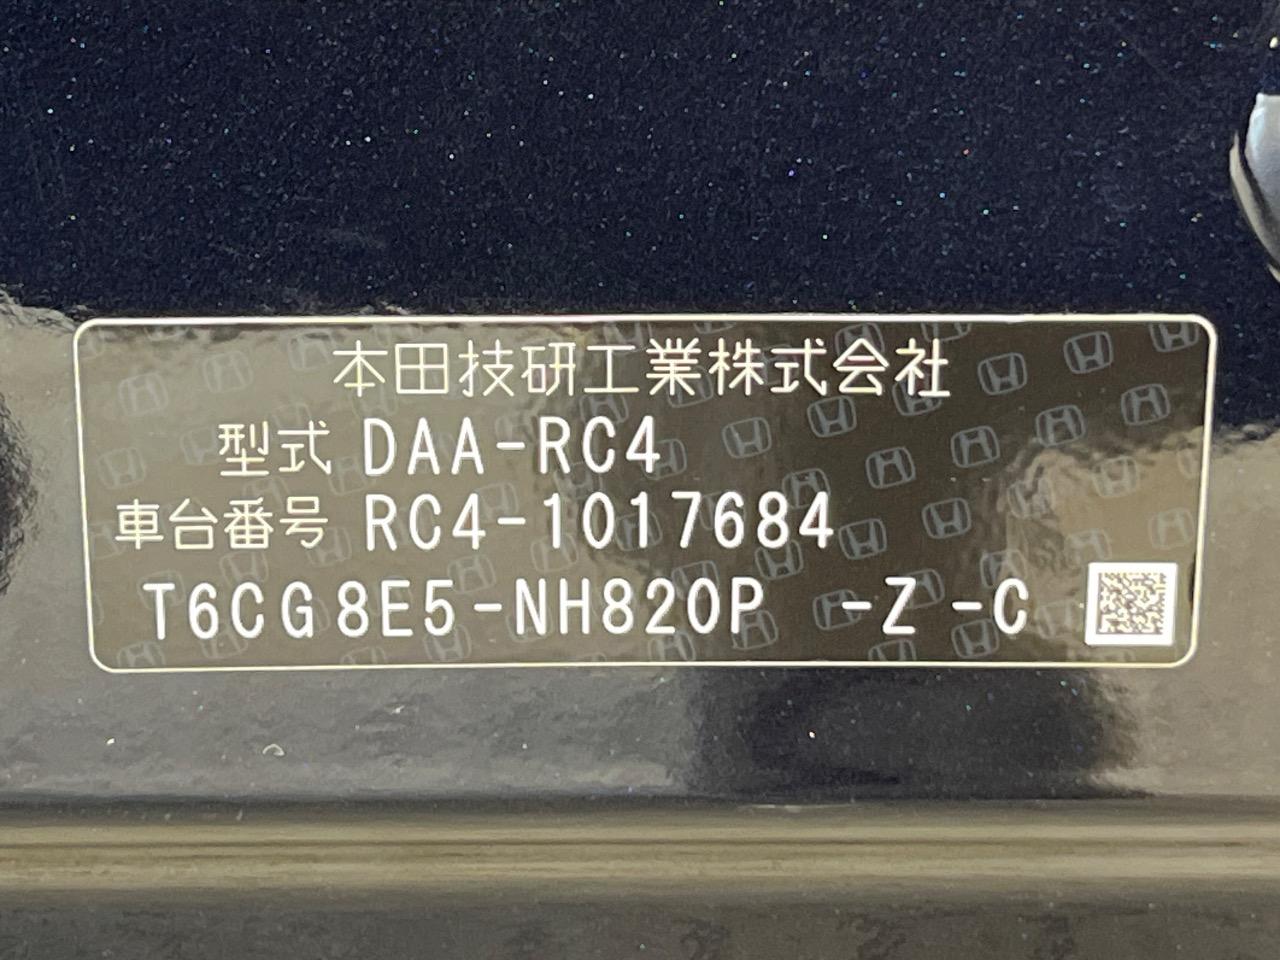 本田技研工業株式会社
型式 DAA-RC4
車台番号 RC4-1017684
T6CG8E5-NH820P -Z -C